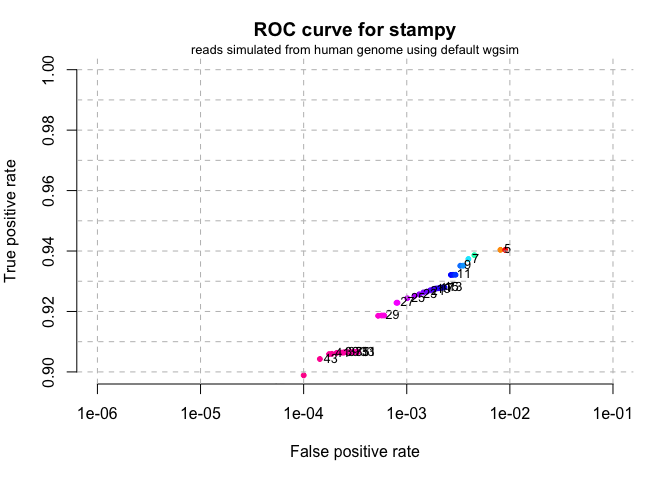 ROC curve for stampy
reads simulated from human genome using default wgsim
True positive rate
1.00
0.98
0.96
0.94
0.92
0.90
5
7
9
11
25
27
29
43
1e-06
1e-05
1e-04
1e-03
1e-02
1e-01
False positive rate